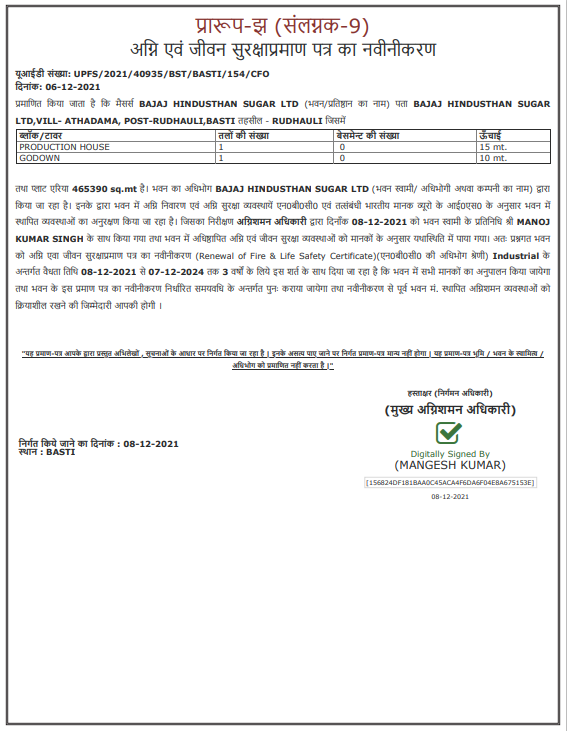 प्रारूप-झ (संलग्नक-9)
अग्नि एवं जीवन सुरक्षाप्रमाण पत्र का नवीनीकरण
यूआईडी संख्या: UPFS/2021/40935/BST/BASTI/154/CFO
दिनांक: 06-12-2021
प्रमाणित किया जाता है कि मैसर्स BAJAJ HINDUSTHAN SUGAR LTD (भवन/प्रतिष्ठान का नाम) पता BAJAJ HINDUSTHAN SUGAR
LTD,VILL- ATHADAMA, POST-RUDHAULI,BASTI तहसील - RUDHAULI जिसमें
ब्लॉक/टावर तलों की संख्या बेसमेन्ट की संख्या ऊँचाई
PRODUCTION HOUSE 1 0 15 mt.
GODOWN 1 0 10 mt.
तथा प्लाट एरिया 465390 sq.mt है। भवन का अधिभोग BAJAJ HINDUSTHAN SUGAR LTD (भवन स्वामी/ अधिभोगी अथवा कम्पनी का नाम) द्वारा
किया जा रहा है। इनके द्वारा भवन में अग्नि निवारण एवं अग्नि सुरक्षा व्यवस्थायें एन0बी0सी0 एवं तत्संबंधी भारतीय मानक व्यूरो के आई0एस0 के अनुसार भवन में
स्थापित व्यवस्थाओं का अनुरक्षण किया जा रहा है। जिसका निरीक्षण अग्निशमन अधिकारी द्वारा दिनाँक 08-12-2021 को भवन स्वामी के प्रतिनिधि श्री MANOJ
KUMAR SINGH के साथ किया गया तथा भवन में अधिष्ठापित अग्नि एवं जीवन सुरक्षा व्यवस्थाओं को मानकों के अनुसार यथास्थिति में पाया गया। अतः प्रश्नगत भवन
को अग्नि एवा जीवन सुरक्षाप्रमाण पत्र का नवीनीकरण (Renewal of Fire & Life Safety Certificate)(एन0बी0सी0 की अधिभोग श्रेणी) Industrial के
अन्तर्गत वैधता तिथि 08-12-2021 से 07-12-2024 तक 3 वर्षों के लिये इस शर्त के साथ दिया जा रहा है कि भवन में सभी मानकों का अनुपालन किया जायेगा
तथा भवन के इस प्रमाण पत्र का नवीनीकरण निर्धारित समयवधि के अन्तर्गत पुनः कराया जायेगा तथा नवीनीकरण से पूर्व भवन मं. स्थापित अग्निशमन व्यवस्थाओं को
क्रियाशील रखने की जिम्मेदारी आपकी होगी ।
"यह प्रमाण-पत्र आपके द्वारा प्रस्तुत अभिलेखों , सूचनाओं के आधार पर निर्गत किया जा रहा है । इनके असत्य पाए जाने पर निर्गत प्रमाण-पत्र मान्य नहीं होगा । यह प्रमाण-पत्र भूमि / भवन के स्वामित्व /
अधिभोग को प्रमाणित नहीं करता है ।"
हस्ताक्षर (निर्गमन अधिकारी)
(मुख्य अग्निशमन अधिकारी)
Digitally Signed By
(MANGESH KUMAR)
[156824DF181BAA0C45ACA4F6DA6F04E8A675153E]
08-12-2021
निर्गत किये जाने का दिनांक : 08-12-2021
स्थान : BASTI